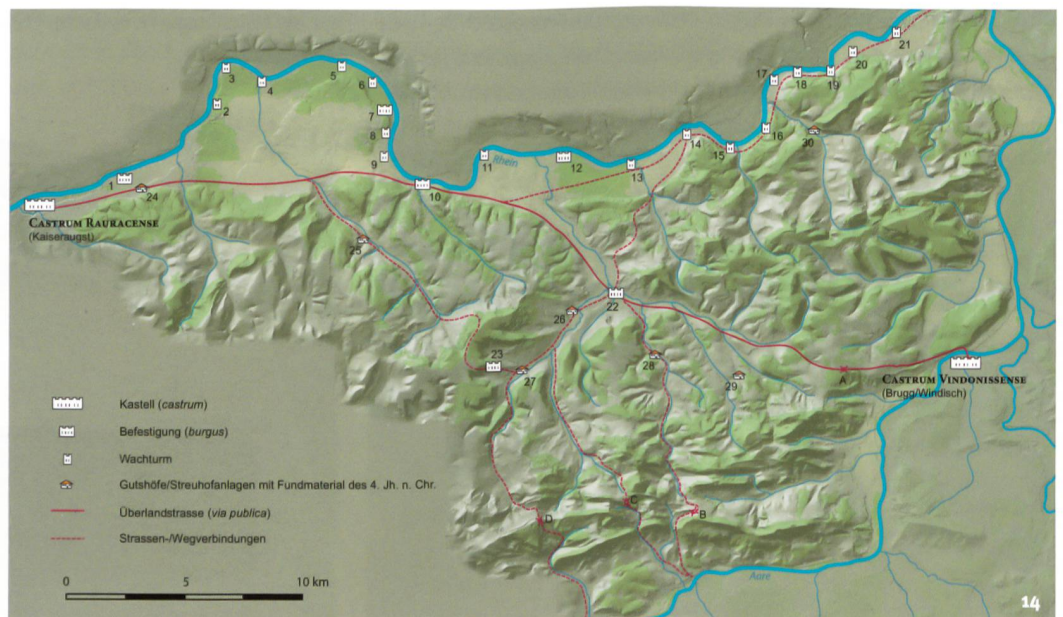 21
20
17
18
19
3
5
4
6
2
7
8
16
14
15
30
9
11
Rhein
12
13
1
24
10
CASTRUM RAURACENSE
(Kaiseraugst)
25
22
26
23
27
28
29
A
CASTRUM VINDONISSENSE
(Brugg/Windisch)
Kastell (castrum)
Befestigung (burgus)
Wachturm
Gutshöfe/Streuhofanlagen mit Fundmaterial des 4. Jh. n. Chr.
Überlandstrasse (via publica)
Strassen-/Wegverbindungen
C
B
D
0 5 10 km
Aare
14